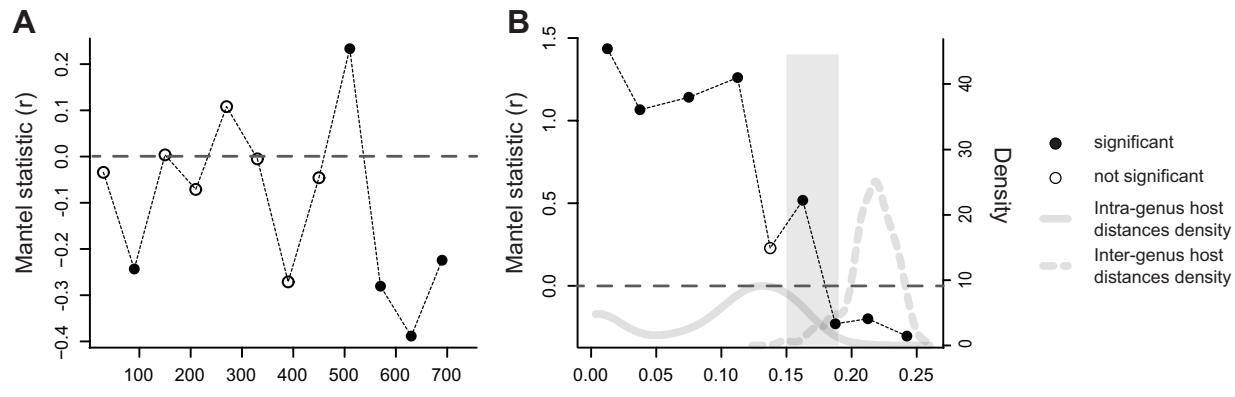 A
B
Mantel statistic (r)
0.2
0.1
0.0
−0.1
−0.2
−0.3
−0.4
100 200 300 400 500 600 700
Mantel statistic (r)
1.5
1.0
0.5
0.0
0.00 0.05 0.10 0.15 0.20 0.25
40
30
20
10
0
Density
significant
not significant
Intra-genus host
distances density
Inter-genus host
distances density